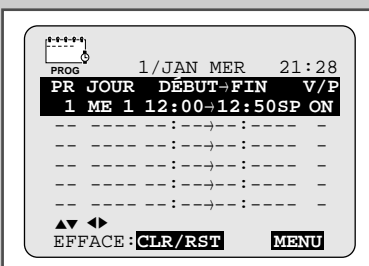 PROG 1/JAN MER 21:28
PR JOUR DÉBUT→FIN V/P
1 ME 1 12:00→12:50SP ON
-- ---- --:--→--:-- -- -
-- ---- --:--→--:-- -- -
-- ---- --:--→--:-- -- -
-- ---- --:--→--:-- -- -
-- ---- --:--→--:-- -- -
▲▼ ◀▶
EFFACE:CLR/RST MENU